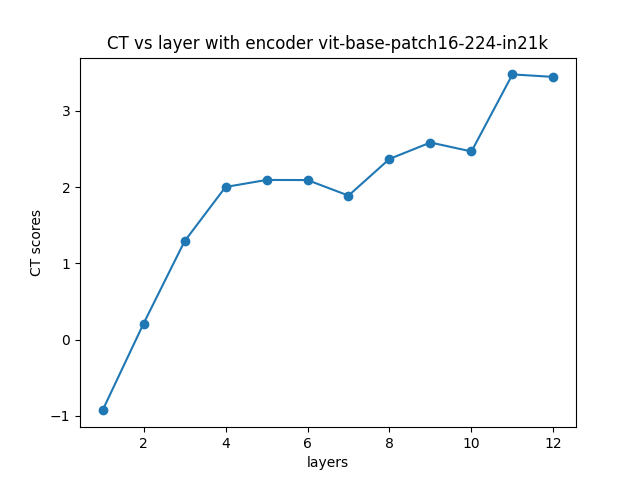 CT vs layer with encoder vit-base-patch16-224-in21k
3
2
1
0
−1
CT scores
2 4 6 8 10 12
layers